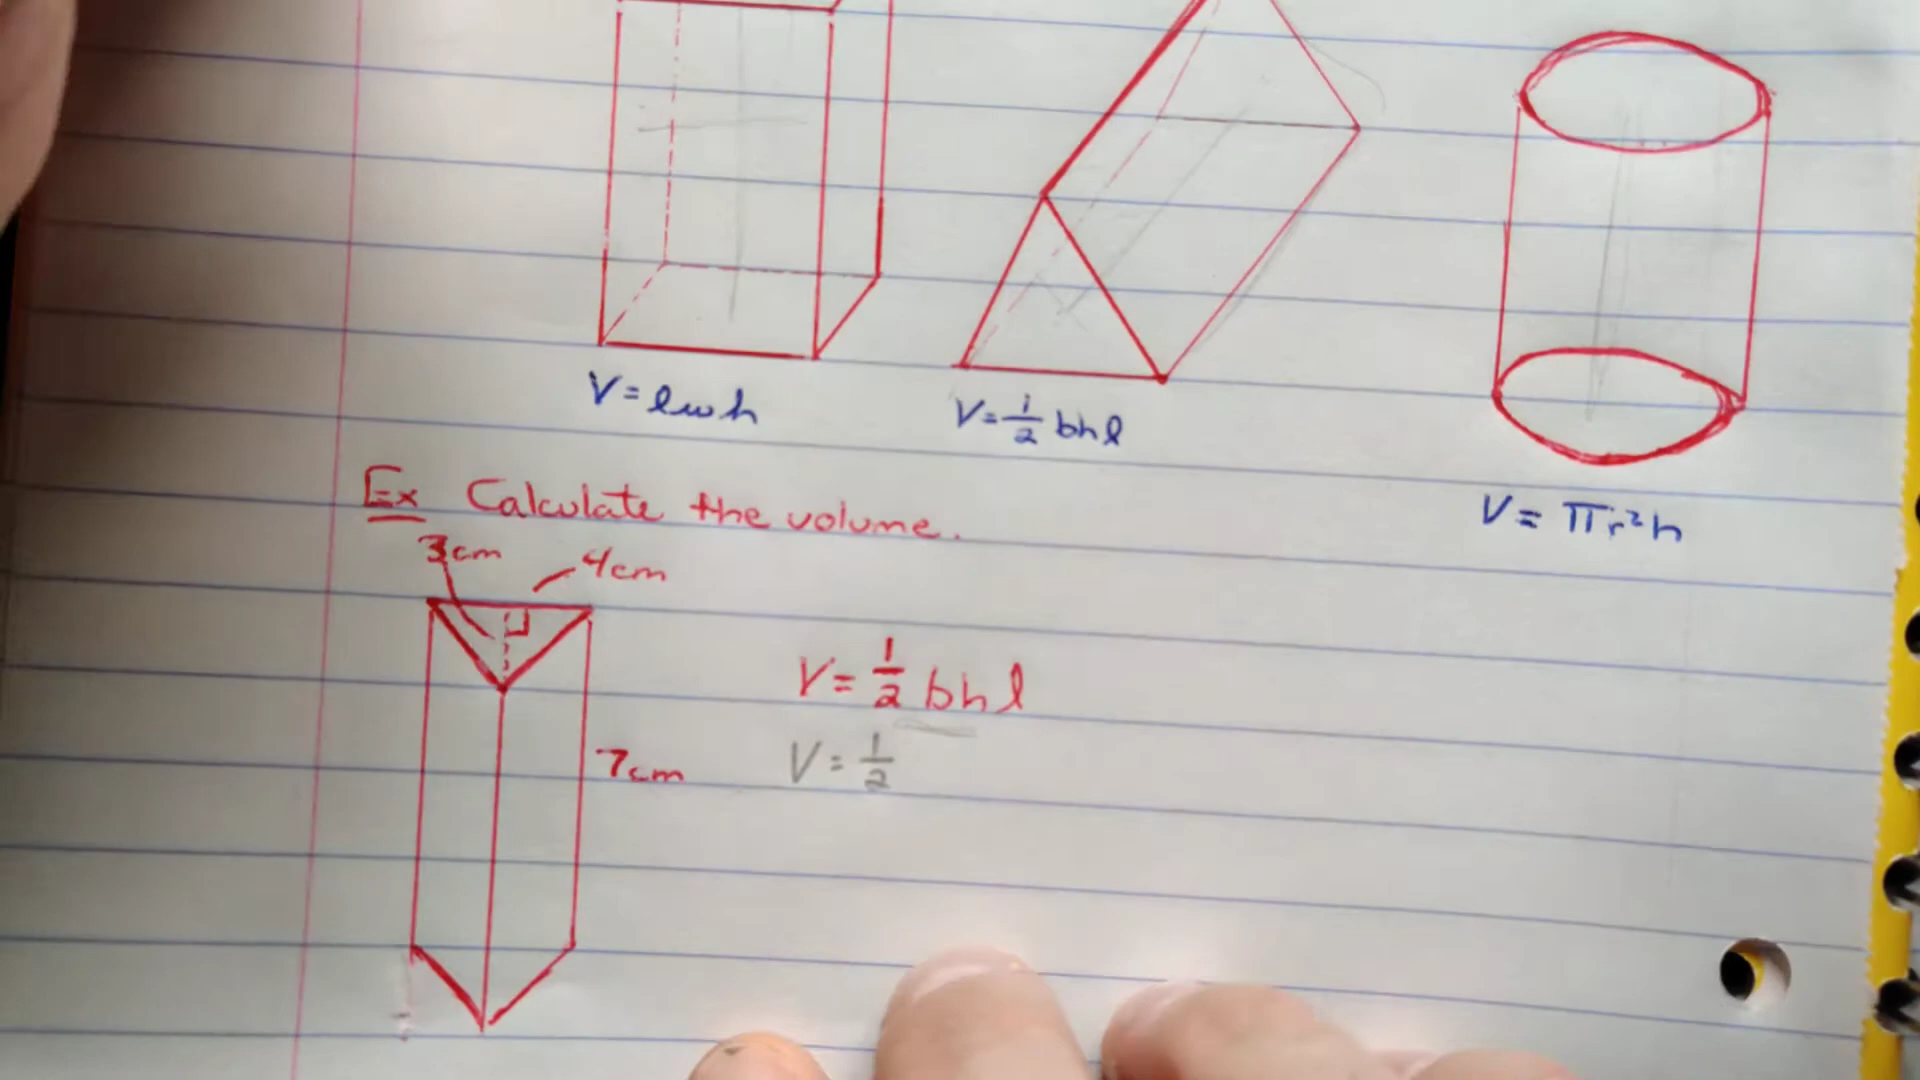 V = lwh
V = 1/2 bhl
V = πr²h
Ex Calculate the volume.
3cm
4cm
7cm
V = 1/2 bhl
V = 1/2